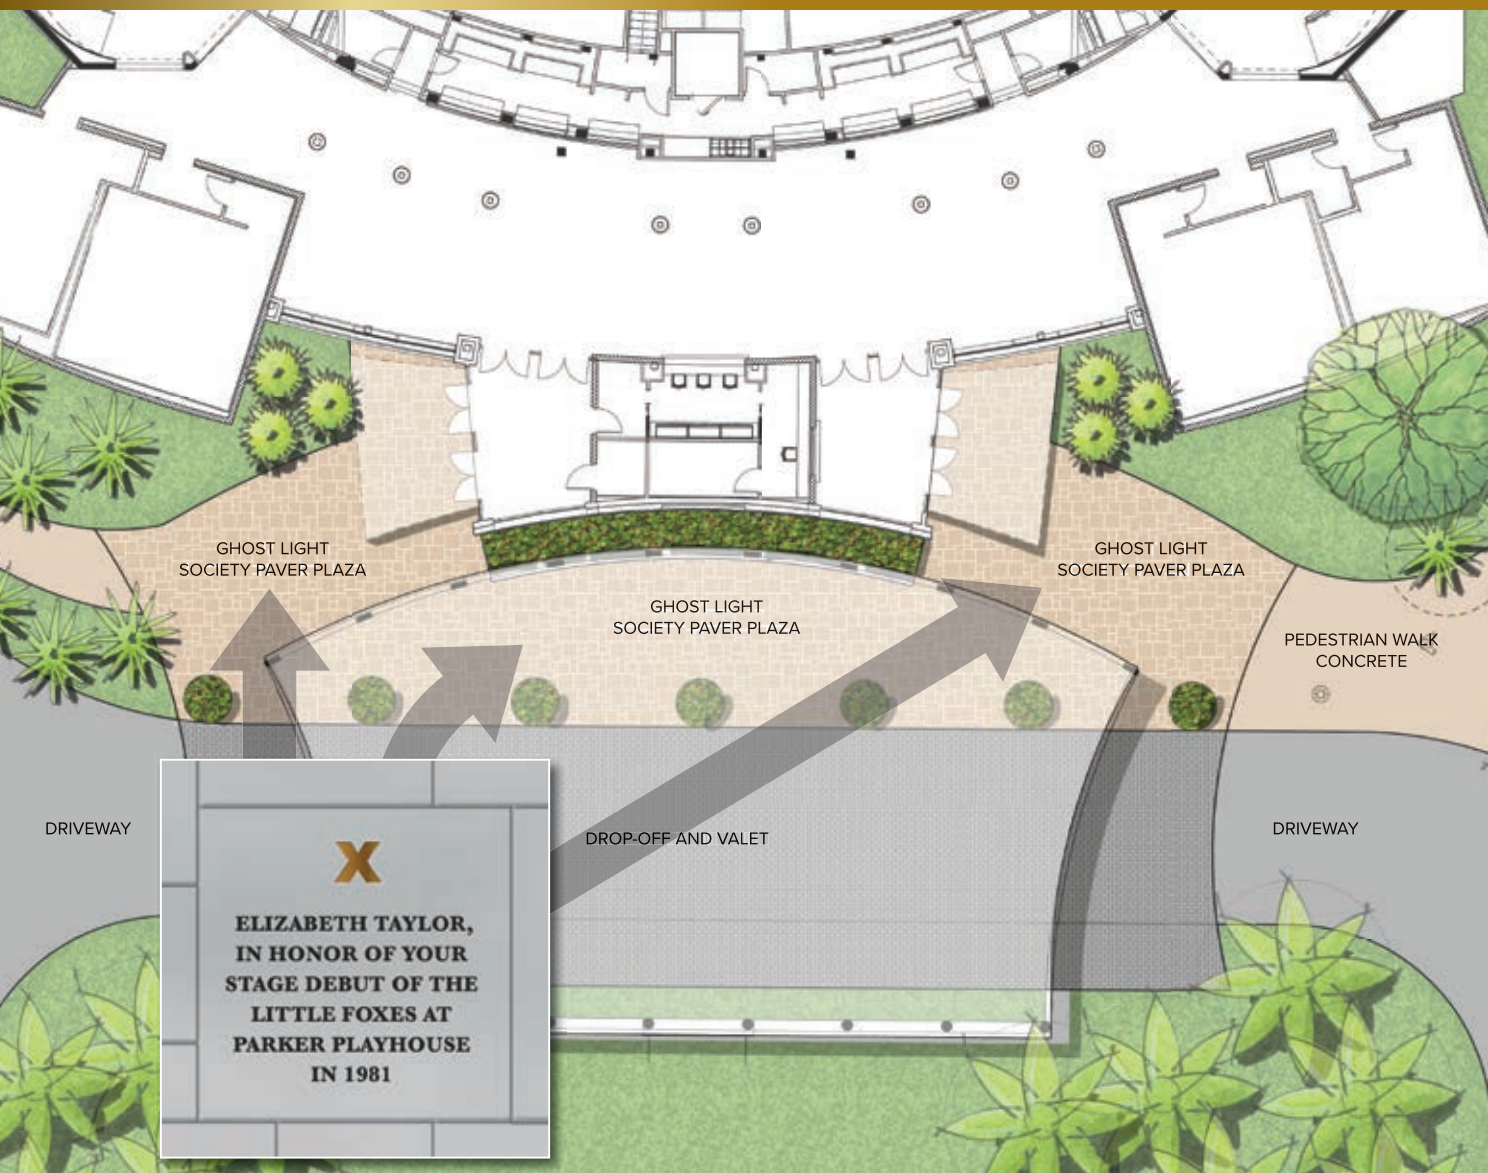 GHOST LIGHT
SOCIETY PAVER PLAZA
GHOST LIGHT
SOCIETY PAVER PLAZA
GHOST LIGHT
SOCIETY PAVER PLAZA
PEDESTRIAN WALK
CONCRETE
DRIVEWAY
DROP-OFF AND VALET
DRIVEWAY
X
ELIZABETH TAYLOR,
IN HONOR OF YOUR
STAGE DEBUT OF THE
LITTLE FOXES AT
PARKER PLAYHOUSE
IN 1981